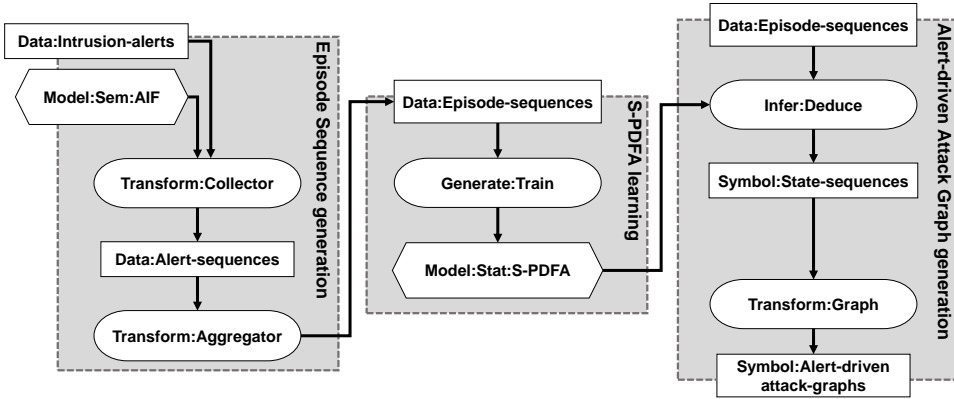 Data:Intrusion-alerts
Model:Sem:AIF
Transform:Collector
Data:Alert-sequences
Transform:Aggregator
Episode Sequence generation
Data:Episode-sequences
Generate:Train
Model:Stat:S-PDFA
S-PDFA learning
Data:Episode-sequences
Infer:Deduce
Symbol:State-sequences
Transform:Graph
Symbol:Alert-driven
attack-graphs
Alert-driven Attack Graph generation